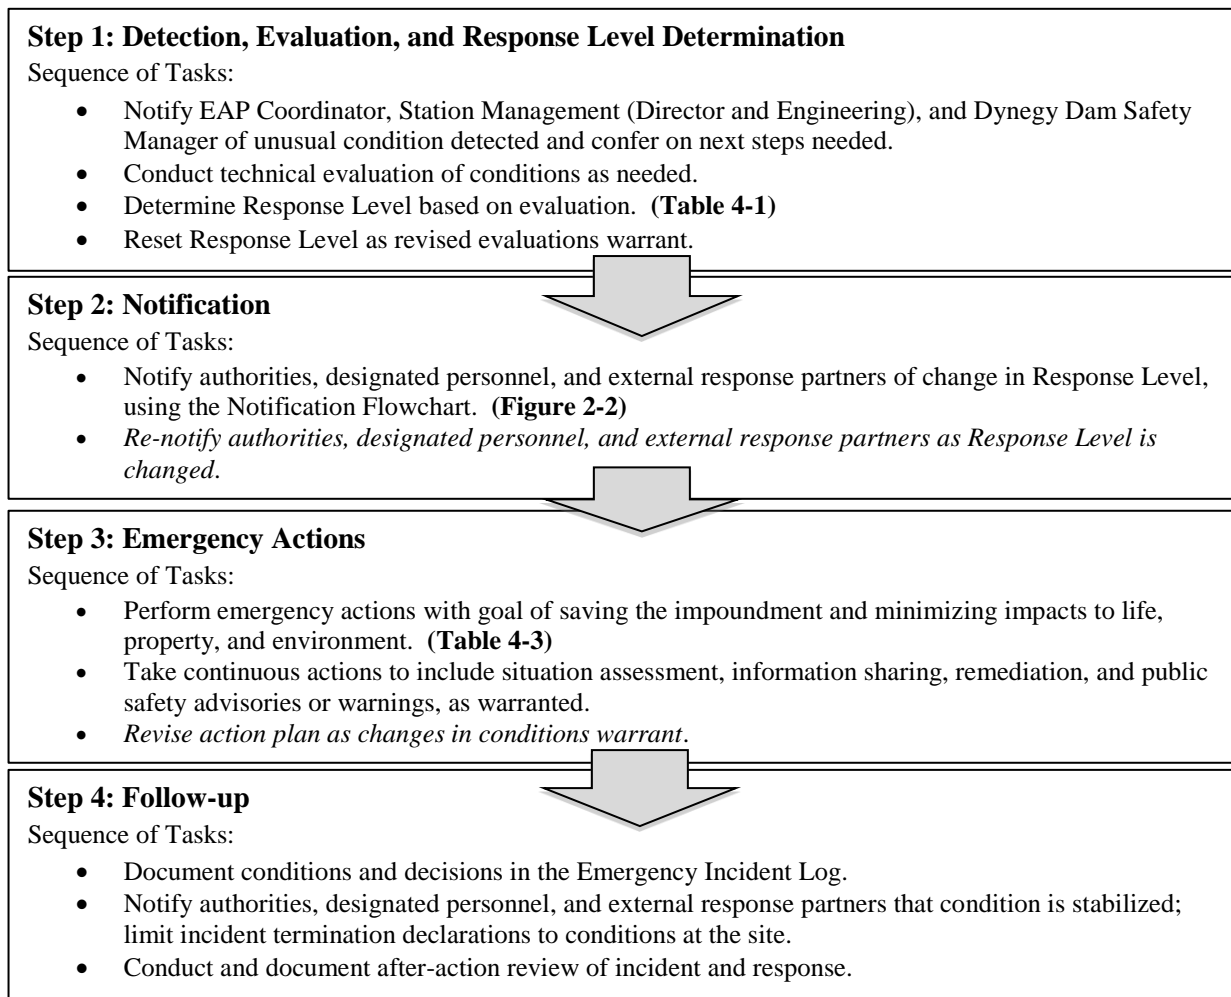 Step 1: Detection, Evaluation, and Response Level Determination
Sequence of Tasks:
• Notify EAP Coordinator, Station Management (Director and Engineering), and Dynegy Dam Safety
Manager of unusual condition detected and confer on next steps needed.
• Conduct technical evaluation of conditions as needed.
• Determine Response Level based on evaluation. (Table 4-1)
• Reset Response Level as revised evaluations warrant.
Step 2: Notification
Sequence of Tasks:
• Notify authorities, designated personnel, and external response partners of change in Response Level,
using the Notification Flowchart. (Figure 2-2)
• Re-notify authorities, designated personnel, and external response partners as Response Level is
changed.
Step 3: Emergency Actions
Sequence of Tasks:
• Perform emergency actions with goal of saving the impoundment and minimizing impacts to life,
property, and environment. (Table 4-3)
• Take continuous actions to include situation assessment, information sharing, remediation, and public
safety advisories or warnings, as warranted.
• Revise action plan as changes in conditions warrant.
Step 4: Follow-up
Sequence of Tasks:
• Document conditions and decisions in the Emergency Incident Log.
• Notify authorities, designated personnel, and external response partners that condition is stabilized;
limit incident termination declarations to conditions at the site.
• Conduct and document after-action review of incident and response.